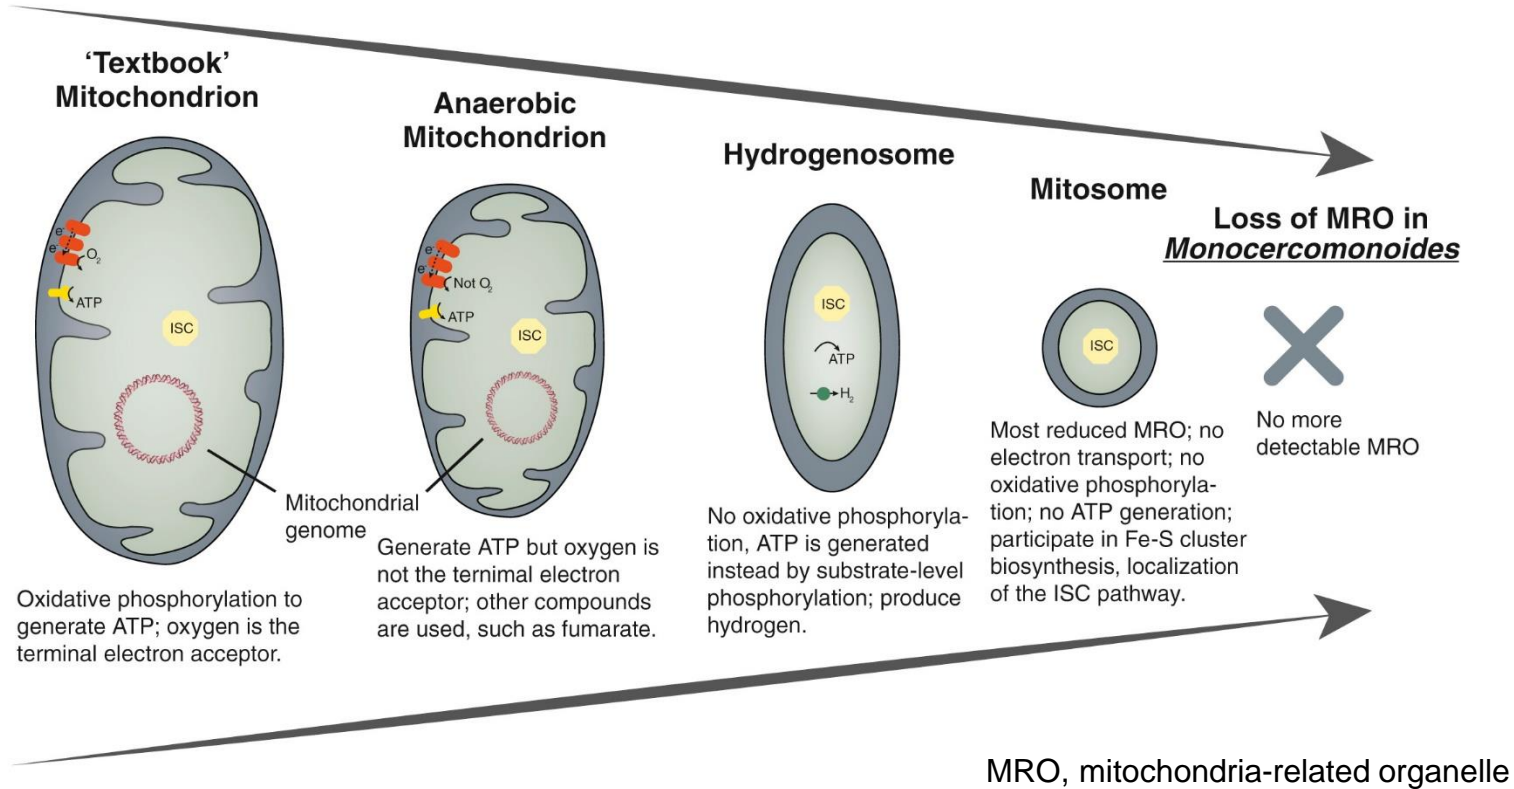 ‘Textbook’
Mitochondrion
e-
e-
O2
ATP
ISC
Oxidative phosphorylation to
generate ATP; oxygen is the
terminal electron acceptor.
Mitochondrial
genome
Anaerobic
Mitochondrion
e-
e-
Not O2
ATP
ISC
Generate ATP but oxygen is
not the ternimal electron
acceptor; other compounds
are used, such as fumarate.
Hydrogenosome
ISC
ATP
H2
No oxidative phosphoryla-
tion, ATP is generated
instead by substrate-level
phosphorylation; produce
hydrogen.
Mitosome
ISC
Most reduced MRO; no
electron transport; no
oxidative phosphoryla-
tion; no ATP generation;
participate in Fe-S cluster
biosynthesis, localization
of the ISC pathway.
Loss of MRO in
Monocercomonoides
No more
detectable MRO
MRO, mitochondria-related organelle